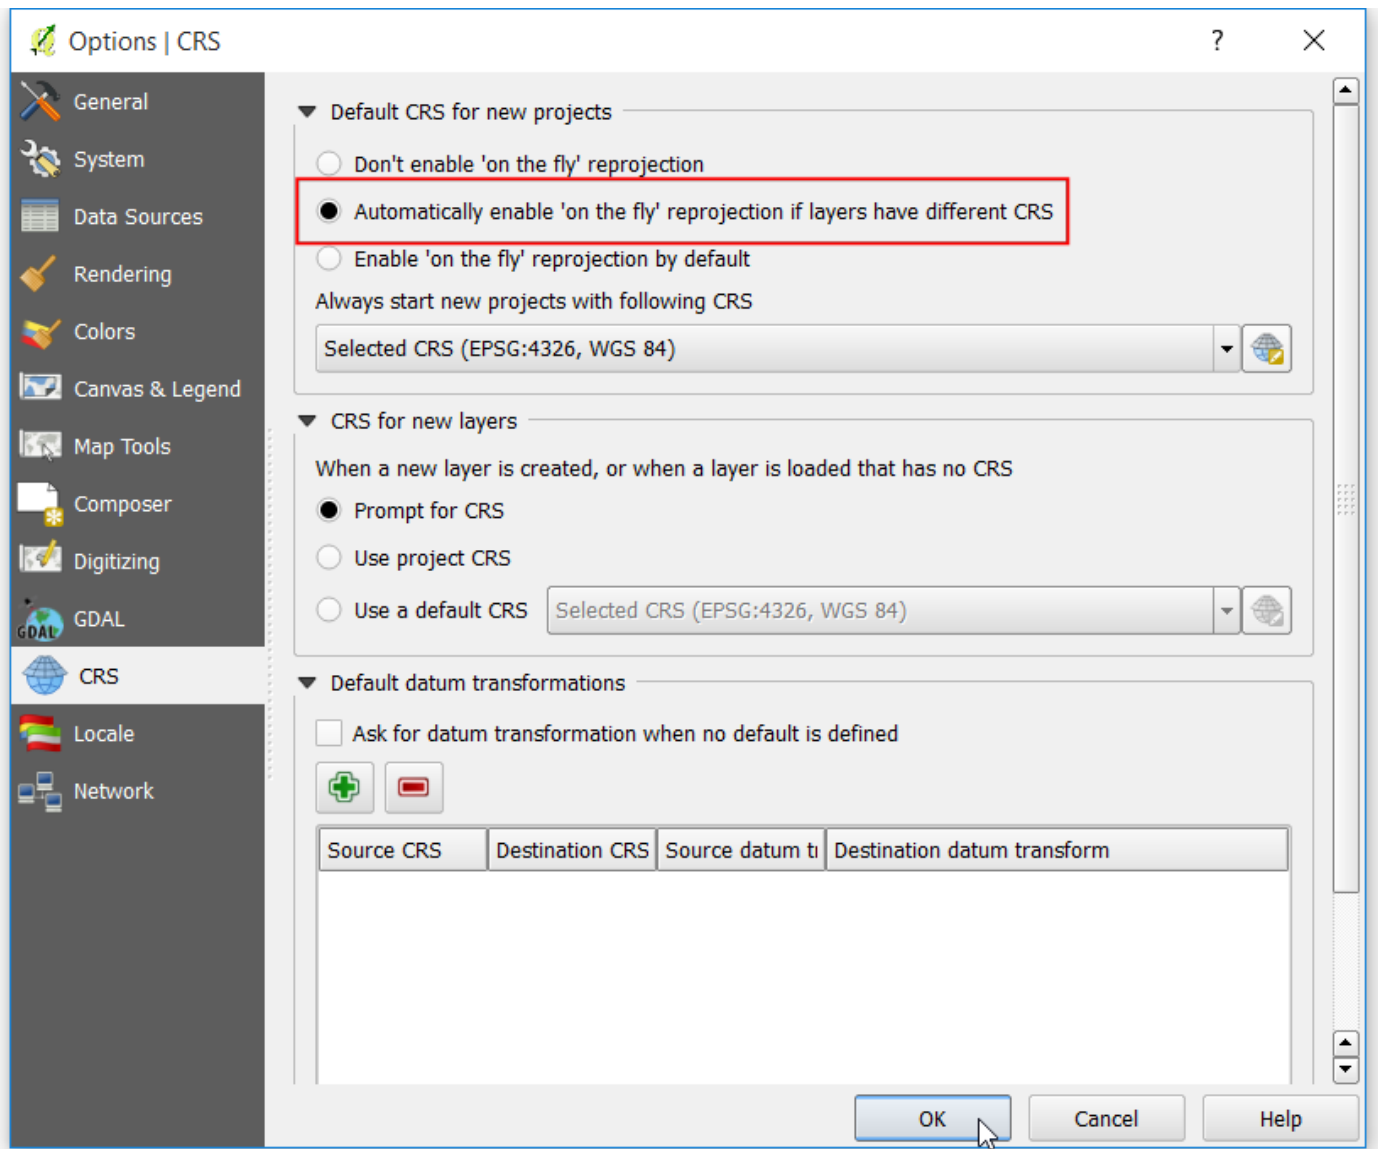 Options | CRS
?
General
System
Data Sources
Rendering
Colors
Canvas & Legend
Map Tools
Composer
Digitizing
GDAL
GDAL
CRS
Locale
Network
Default CRS for new projects
Don't enable 'on the fly' reprojection
Automatically enable 'on the fly' reprojection if layers have different CRS
Enable 'on the fly' reprojection by default
Always start new projects with following CRS
Selected CRS (EPSG:4326, WGS 84)
CRS for new layers
When a new layer is created, or when a layer is loaded that has no CRS
Prompt for CRS
Use project CRS
Use a default CRS Selected CRS (EPSG:4326, WGS 84)
Default datum transformations
Ask for datum transformation when no default is defined
Source CRS Destination CRS Source datum tr Destination datum transform
OK Cancel Help